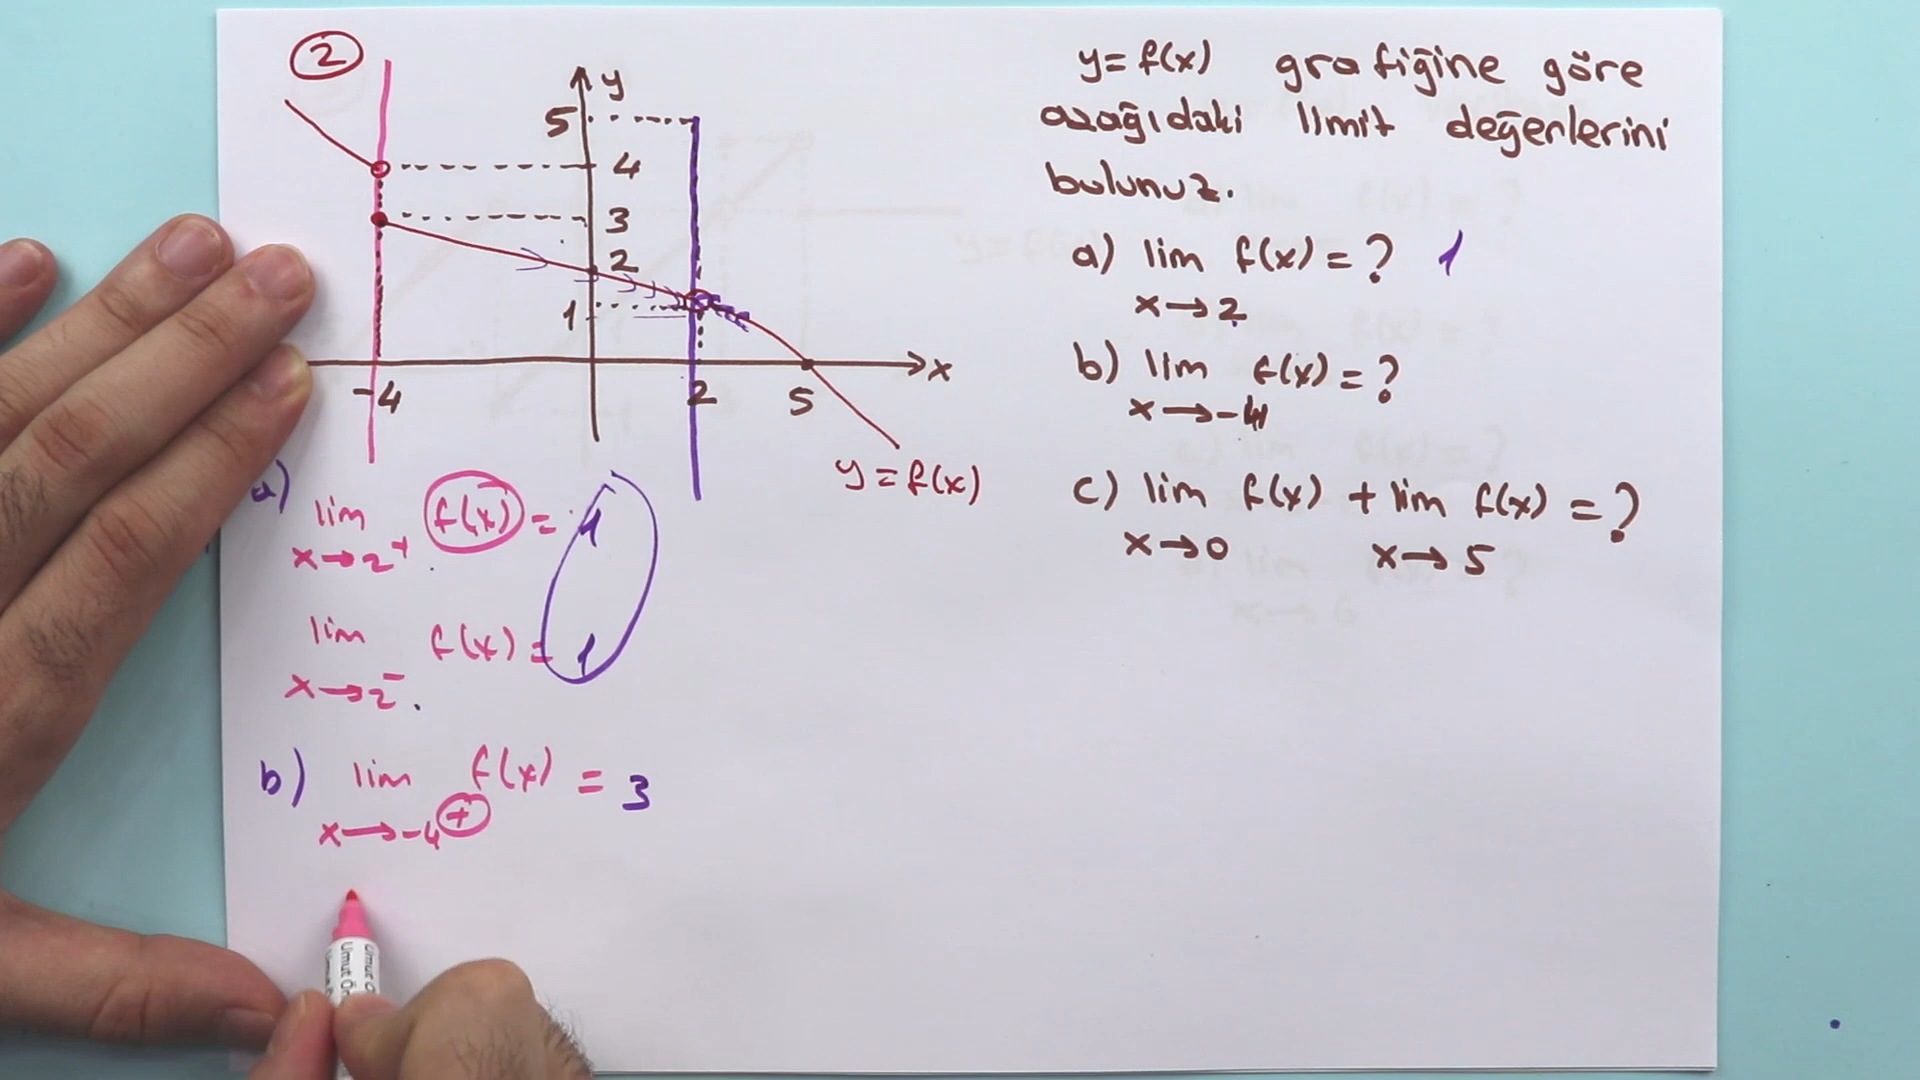 2
y
5
4
3
2
1
x
-4
2
5
y = f(x)
y = f(x) grafiğine göre
aşağıdaki limit değerlerini
bulunuz.
a) lim f(x) = ? 1
x → 2
b) lim f(x) = ?
x → -4
c) lim f(x) + lim f(x) = ?
x → 0 x → 5
a)
lim f(x) = 1
x → 2⁺
lim f(x) = 1
x → 2⁻
b) lim f(x) = 3
x → -4⁺